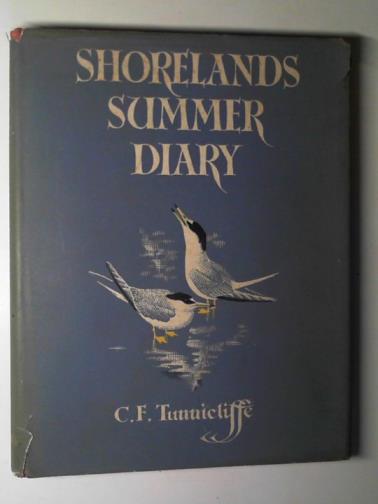 SHORELANDS
SUMMER
DIARY
C.F. Tunnicliffe